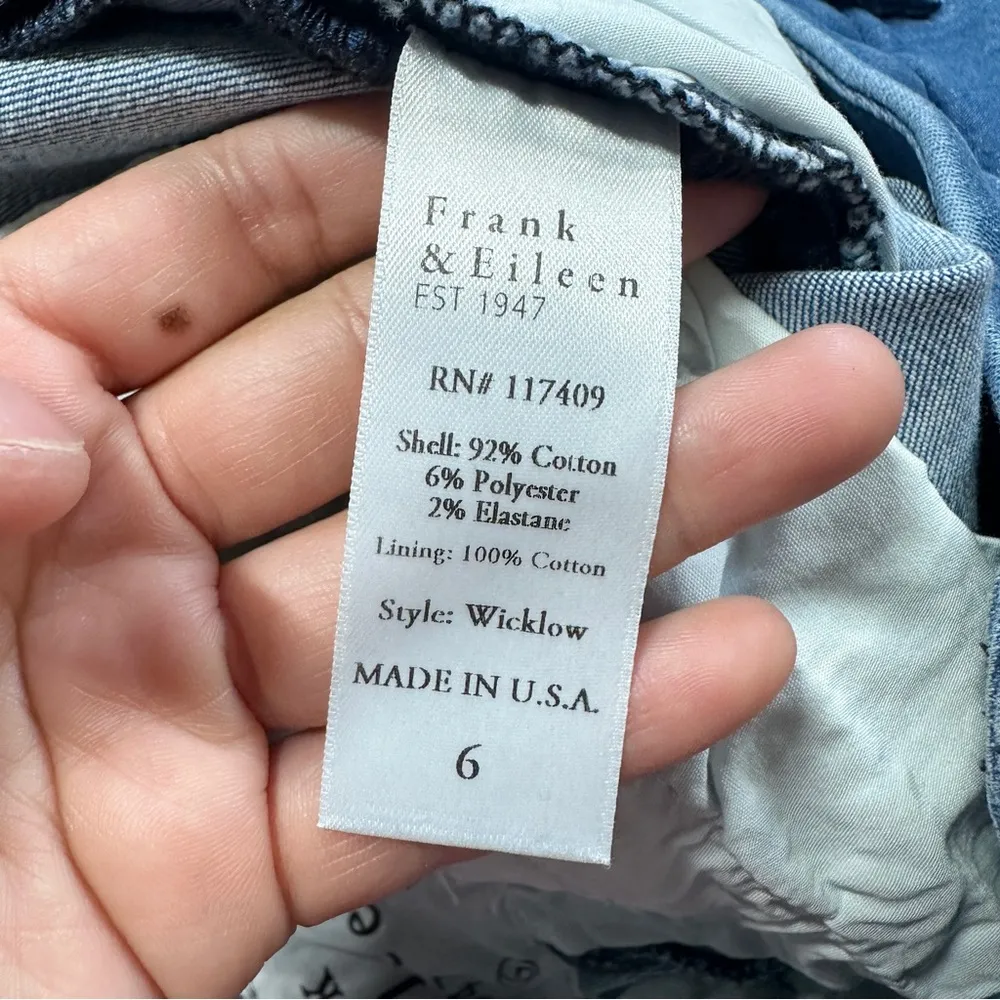 Frank
& Eileen
EST 1947
RN# 117409
Shell: 92% Cotton
6% Polyester
2% Elastane
Lining: 100% Cotton
Style: Wicklow
MADE IN U.S.A.
6